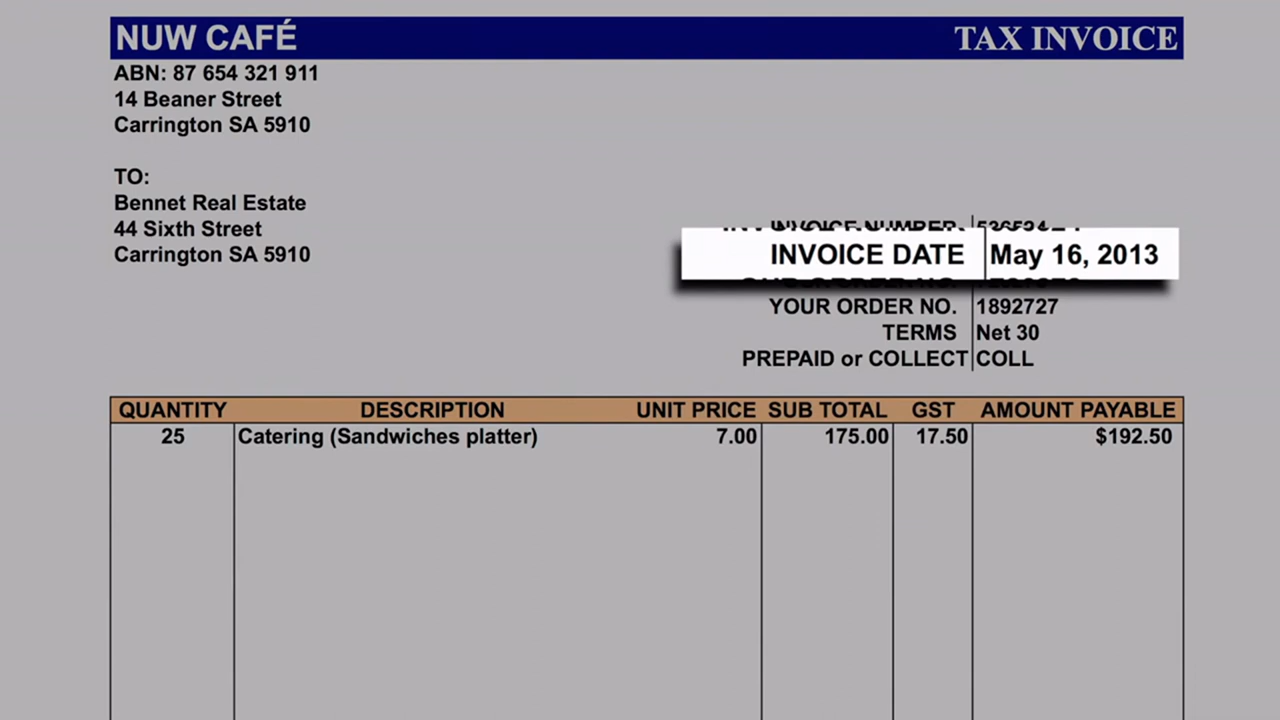 NUW CAFÉ TAX INVOICE
ABN: 87 654 321 911
14 Beaner Street
Carrington SA 5910
TO:
Bennet Real Estate
44 Sixth Street
Carrington SA 5910
INVOICE NUMBER
INVOICE DATE May 16, 2013
YOUR ORDER NO. 1892727
TERMS Net 30
PREPAID or COLLECT COLL
QUANTITY DESCRIPTION UNIT PRICE SUB TOTAL GST AMOUNT PAYABLE
25 Catering (Sandwiches platter) 7.00 175.00 17.50 $192.50